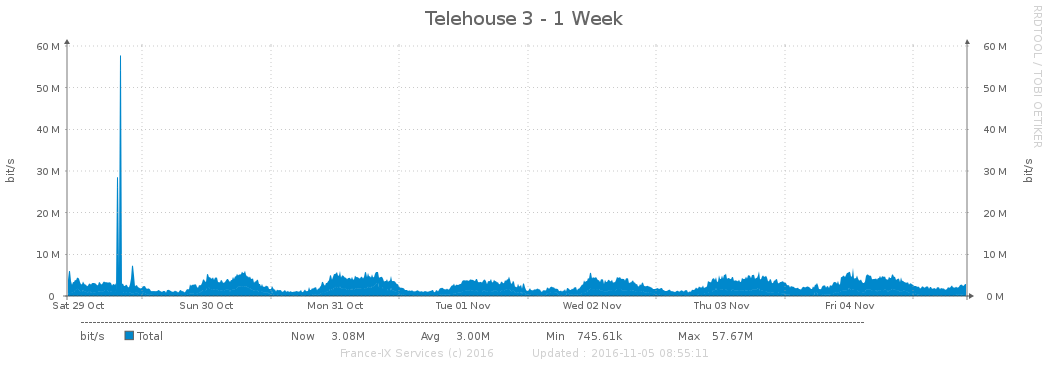 Telehouse 3 - 1 Week
RRDTOOL / TOBI OETIKER
60 M 60 M
50 M 50 M
40 M 40 M
30 M 30 M
20 M 20 M
10 M 10 M
0 0 M
bit/s
bit/s
Sat 29 Oct Sun 30 Oct Mon 31 Oct Tue 01 Nov Wed 02 Nov Thu 03 Nov Fri 04 Nov
bit/s Total Now 3.08M Avg 3.00M Min 745.61k Max 57.67M
France-IX Services (c) 2016 Updated : 2016-11-05 08:55:11